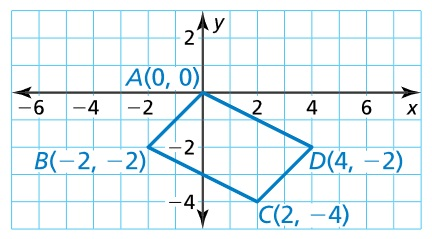 y
2
A(0, 0)
−6 −4 −2 2 4 6 x
B(−2, −2) −2 D(4, −2)
−4
C(2, −4)